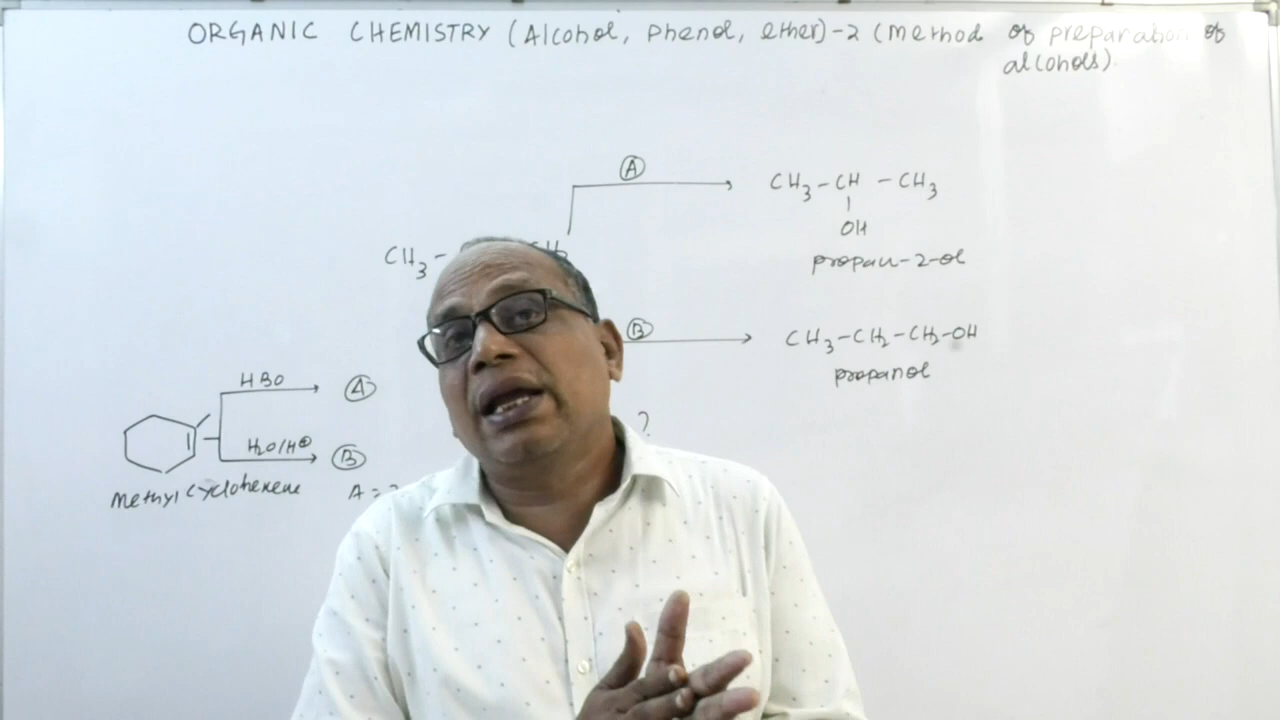 ORGANIC CHEMISTRY (Alcohol, Phenol, ether)-2 (Method of preparation of
alcohols).
A
CH3-CH-CH3
OH
propan-2-ol
CH3-
B
CH3-CH2-CH2-OH
propanol
HBO
A
H2O/H⊕
B
Methyl cyclohexene
A = ?
?